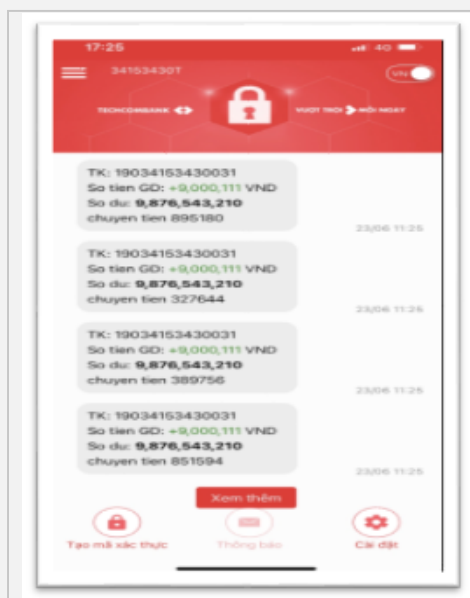 17:25
4G
34153430T
VN
TECHCOMBANK
VƯỢT TRỘI MỖI NGÀY
TK: 19034153430031
So tien GD: +9,000,111 VND
So du: 9,876,543,210
chuyen tien 895180
23/06 11:25
TK: 19034153430031
So tien GD: +9,000,111 VND
So du: 9,876,543,210
chuyen tien 327644
23/06 11:25
TK: 19034153430031
So tien GD: +9,000,111 VND
So du: 9,876,543,210
chuyen tien 389756
23/06 11:25
TK: 19034153430031
So tien GD: +9,000,111 VND
So du: 9,876,543,210
chuyen tien 851594
23/06 11:25
Xem thêm
Tạo mã xác thực
Thông báo
Cài đặt